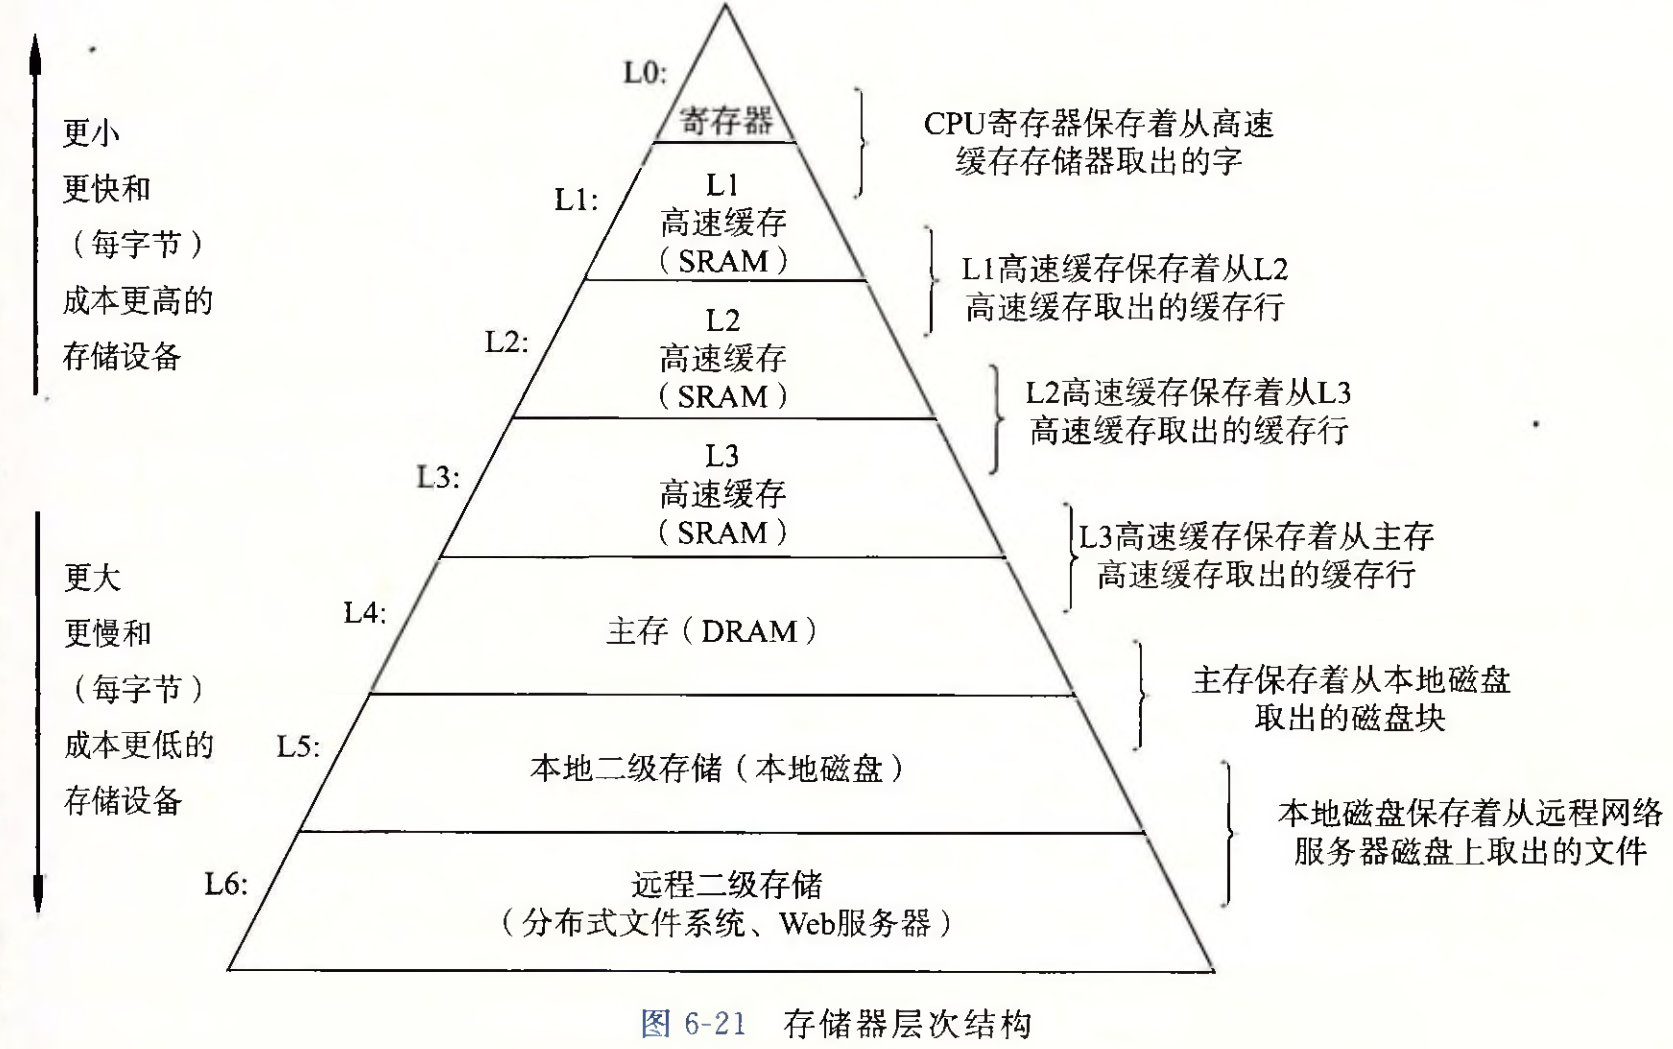 更小
更快和
（每字节）
成本更高的
存储设备
更大
更慢和
（每字节）
成本更低的
存储设备
L0:
寄存器
CPU寄存器保存着从高速
缓存存储器取出的字
L1:
L1
高速缓存
（SRAM）
L1高速缓存保存着从L2
高速缓存取出的缓存行
L2:
L2
高速缓存
（SRAM）
L2高速缓存保存着从L3
高速缓存取出的缓存行
L3:
L3
高速缓存
（SRAM）
L3高速缓存保存着从主存
高速缓存取出的缓存行
L4:
主存（DRAM）
主存保存着从本地磁盘
取出的磁盘块
L5:
本地二级存储（本地磁盘）
本地磁盘保存着从远程网络
服务器磁盘上取出的文件
L6:
远程二级存储
（分布式文件系统、Web服务器）
图 6-21 存储器层次结构